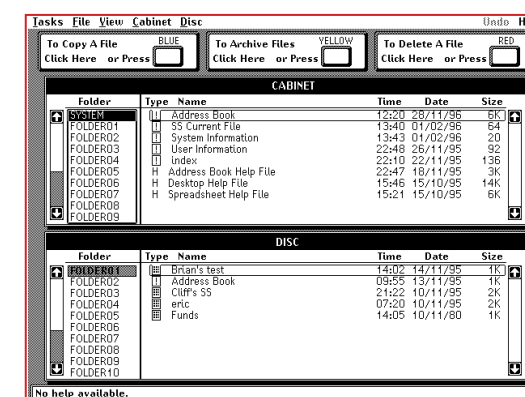 Tasks File View Cabinet Disc Undo H
To Copy A File BLUE
Click Here or Press
To Archive Files YELLOW
Click Here or Press
To Delete A File RED
Click Here or Press
CABINET
Folder Type Name Time Date Size
SYSTEM ! Address Book 12:20 28/11/96 6K
FOLDER01 ! SS Current File 13:40 01/02/96 64
FOLDER02 ! System Information 13:43 01/02/96 20
FOLDER03 ! User Information 22:48 26/11/95 92
FOLDER04 ! index 22:10 22/11/95 136
FOLDER05 H Address Book Help File 22:47 18/11/95 3K
FOLDER06 H Desktop Help File 15:46 15/10/95 14K
FOLDER07 H Spreadsheet Help File 15:21 15/10/95 6K
FOLDER08
FOLDER09
DISC
Folder Type Name Time Date Size
FOLDER01 Brian's test 14:02 14/11/95 1K
FOLDER02 ! Address Book 09:55 13/11/95 1K
FOLDER03 Cliff's SS 21:22 10/11/95 2K
FOLDER04 eric 07:20 10/11/95 2K
FOLDER05 Funds 14:05 10/11/80 1K
FOLDER06
FOLDER07
FOLDER08
FOLDER09
FOLDER10
No help available.